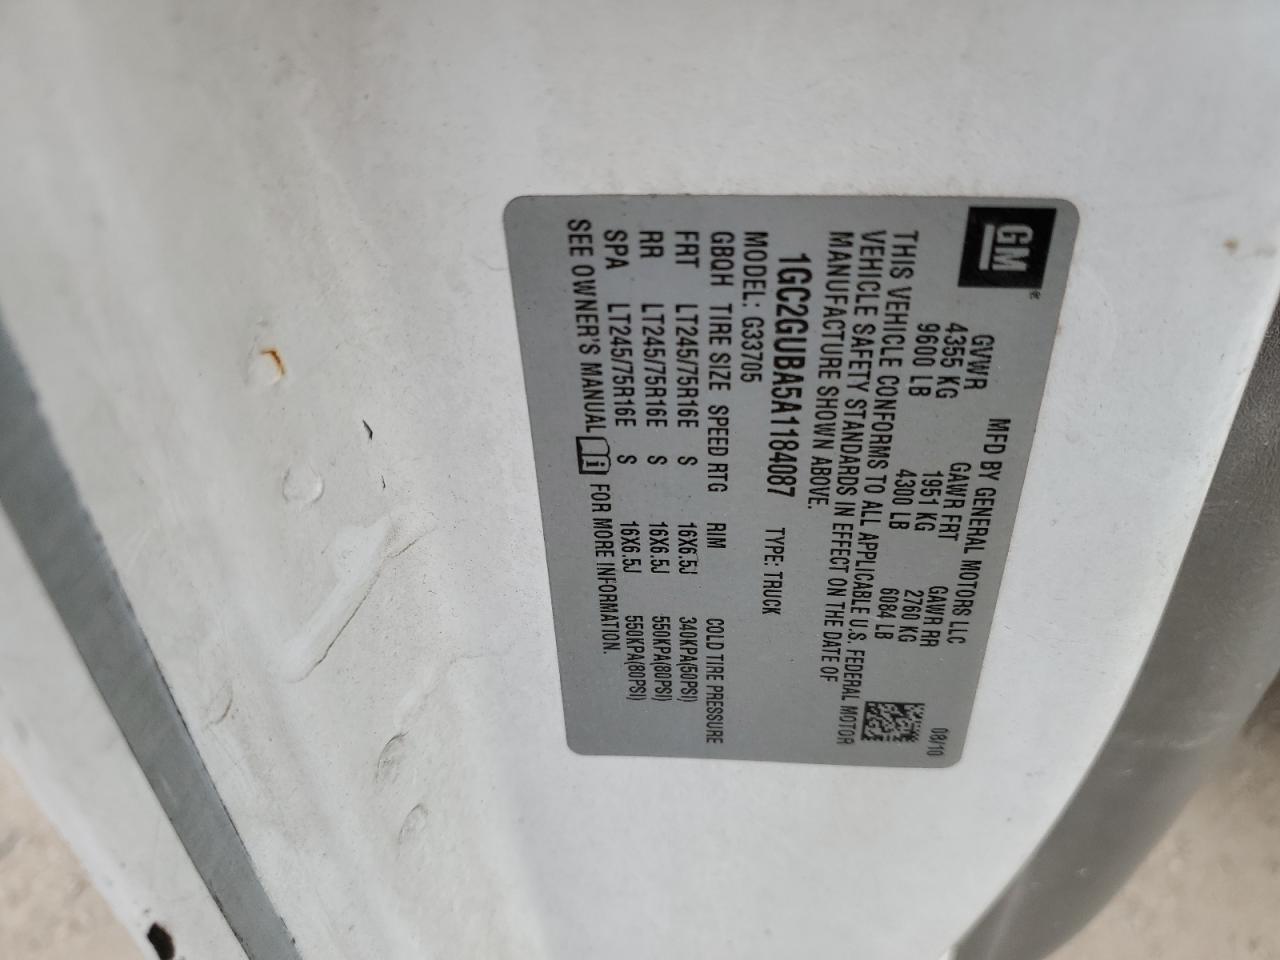 GM®
MFD BY GENERAL MOTORS LLC
08/10
GVWR GAWR FRT GAWR RR
4355 KG 1951 KG 2760 KG
9600 LB 4300 LB 6084 LB
THIS VEHICLE CONFORMS TO ALL APPLICABLE U.S. FEDERAL MOTOR
VEHICLE SAFETY STANDARDS IN EFFECT ON THE DATE OF
MANUFACTURE SHOWN ABOVE.
1GC2GUBA5A1184087 TYPE: TRUCK
MODEL: G33705
GBQH TIRE SIZE SPEED RTG RIM COLD TIRE PRESSURE
FRT LT245/75R16E S 16X6.5J 340KPA(50PSI)
RR LT245/75R16E S 16X6.5J 550KPA(80PSI)
SPA LT245/75R16E S 16X6.5J 550KPA(80PSI)
SEE OWNER'S MANUAL FOR MORE INFORMATION.